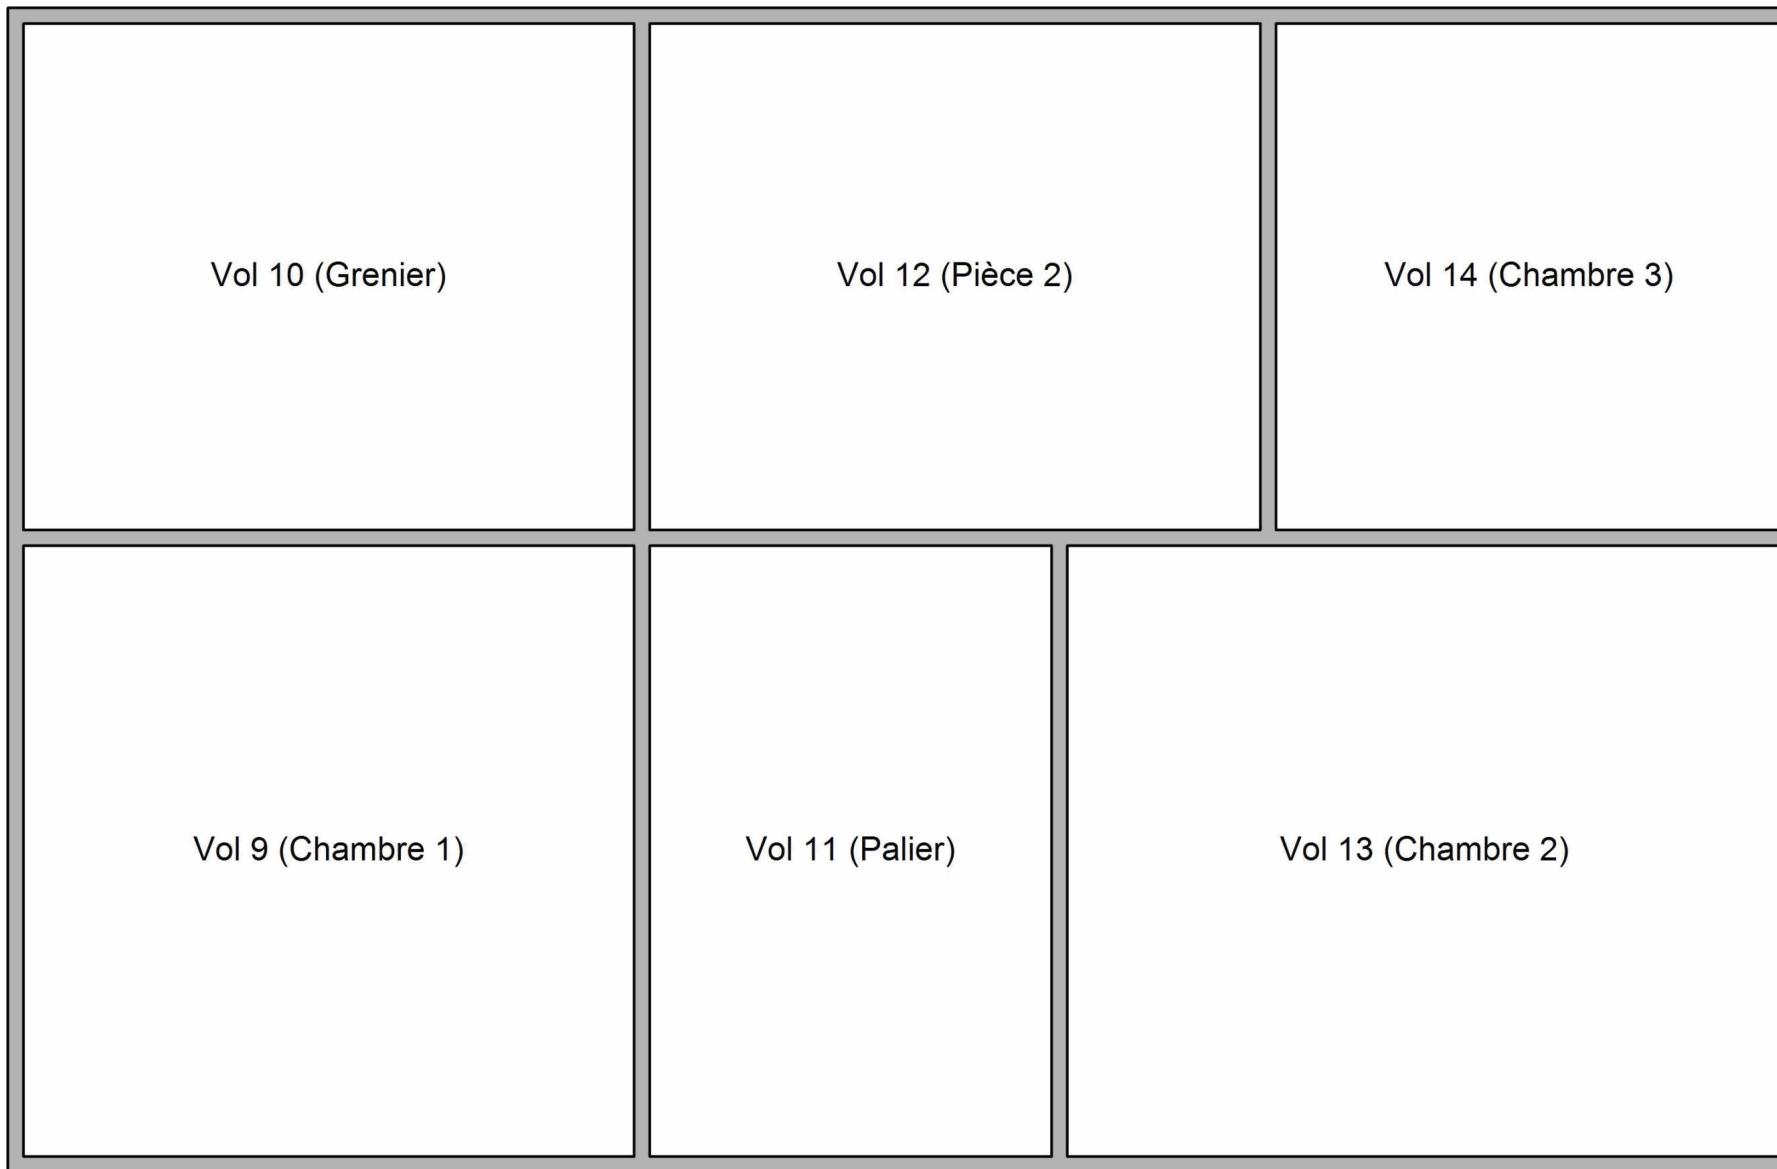 Vol 10 (Grenier)
Vol 12 (Pièce 2)
Vol 14 (Chambre 3)
Vol 9 (Chambre 1)
Vol 11 (Palier)
Vol 13 (Chambre 2)